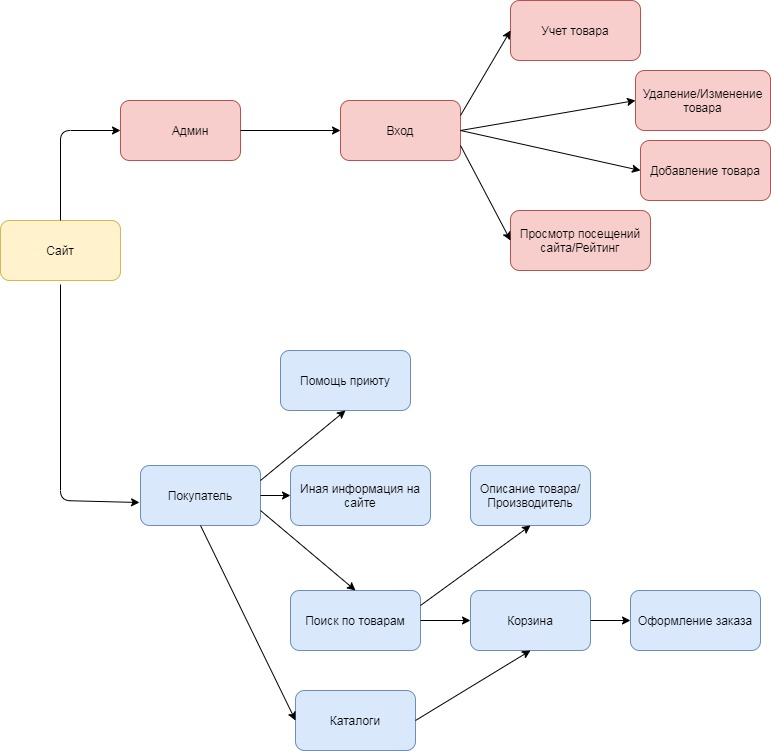 Учет товара
Удаление/Изменение
товара
Админ
Вход
Добавление товара
Просмотр посещений
сайта/Рейтинг
Сайт
Помощь приюту
Покупатель
Иная информация на
сайте
Описание товара/
Производитель
Поиск по товарам
Корзина
Оформление заказа
Каталоги